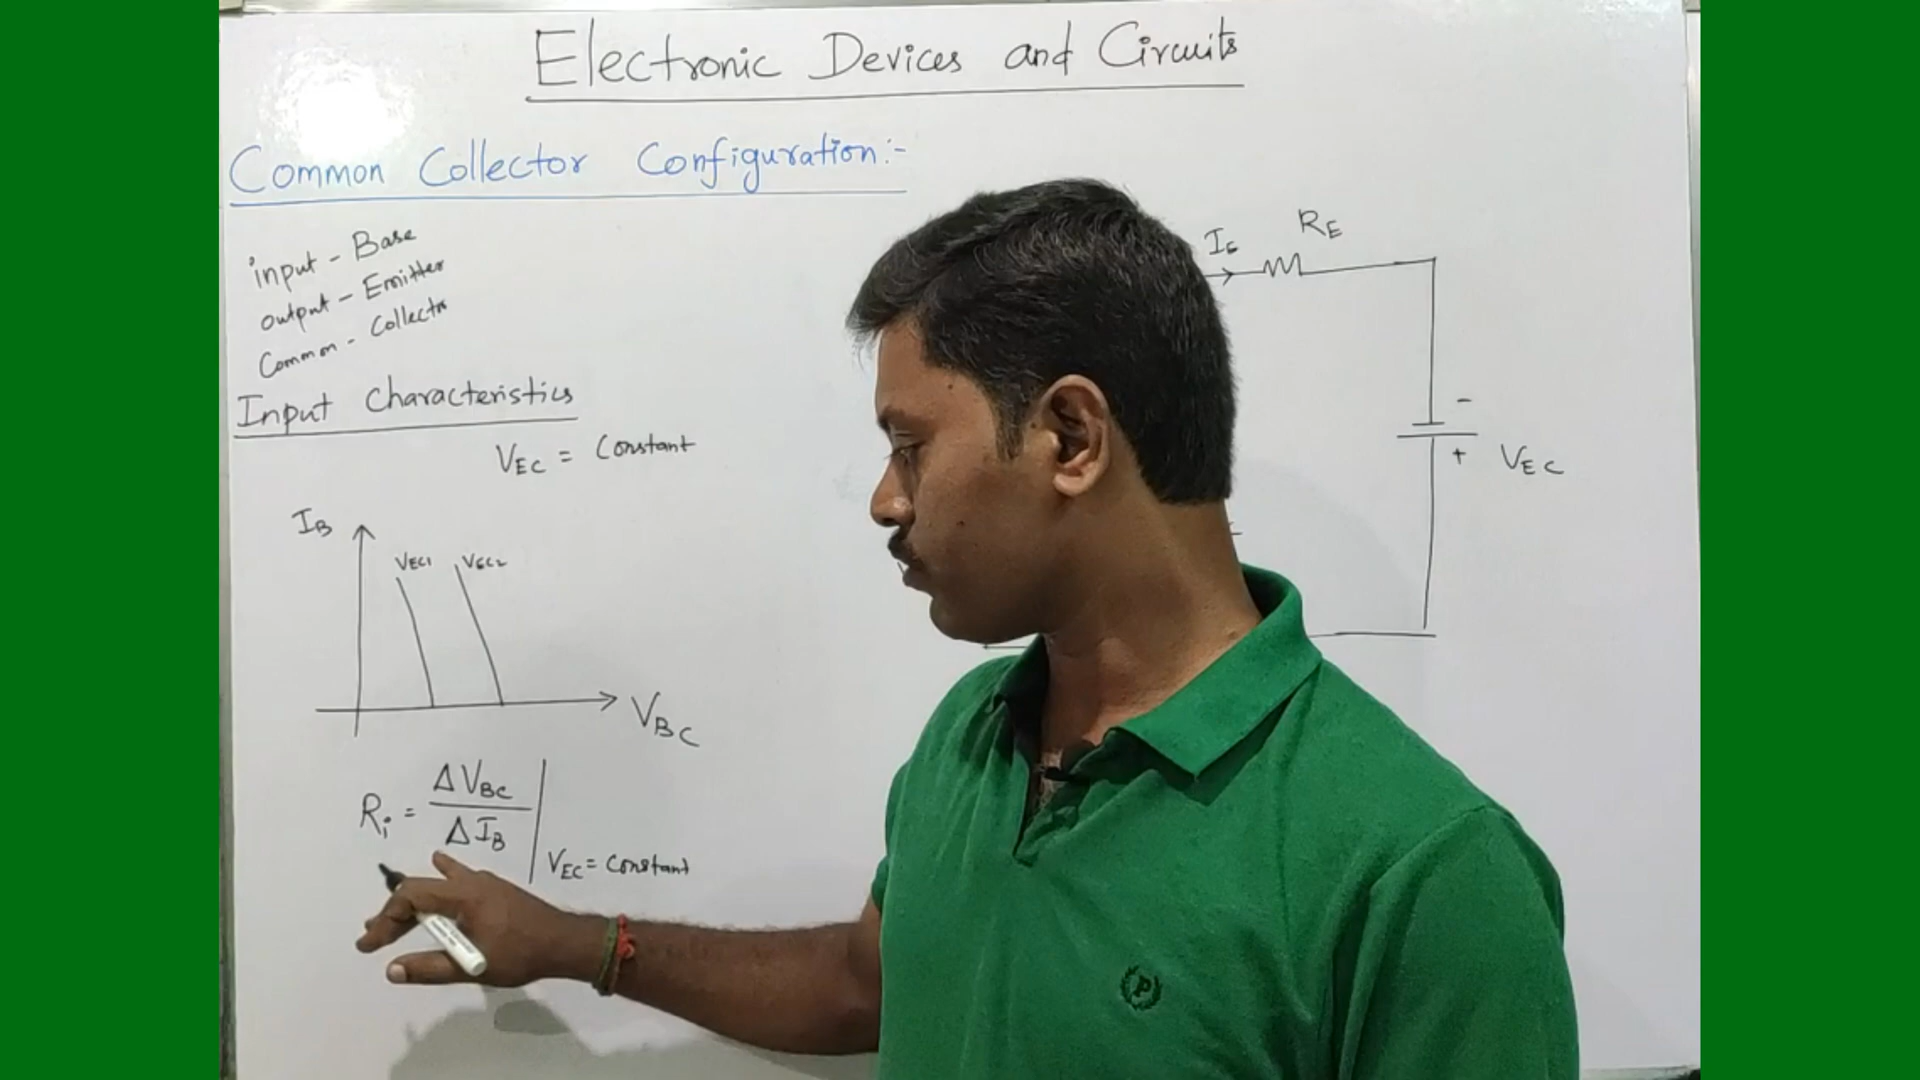 Electronic Devices and Circuits
Common Collector Configuration:-
input - Base
output - Emitter
Common - Collector
Input Characteristics
VEC = Constant
IB
VEC1 VEC2
VBC
Ri = ΔVBC / ΔIB | VEC = Constant
IE RE
-
+ VEC
P